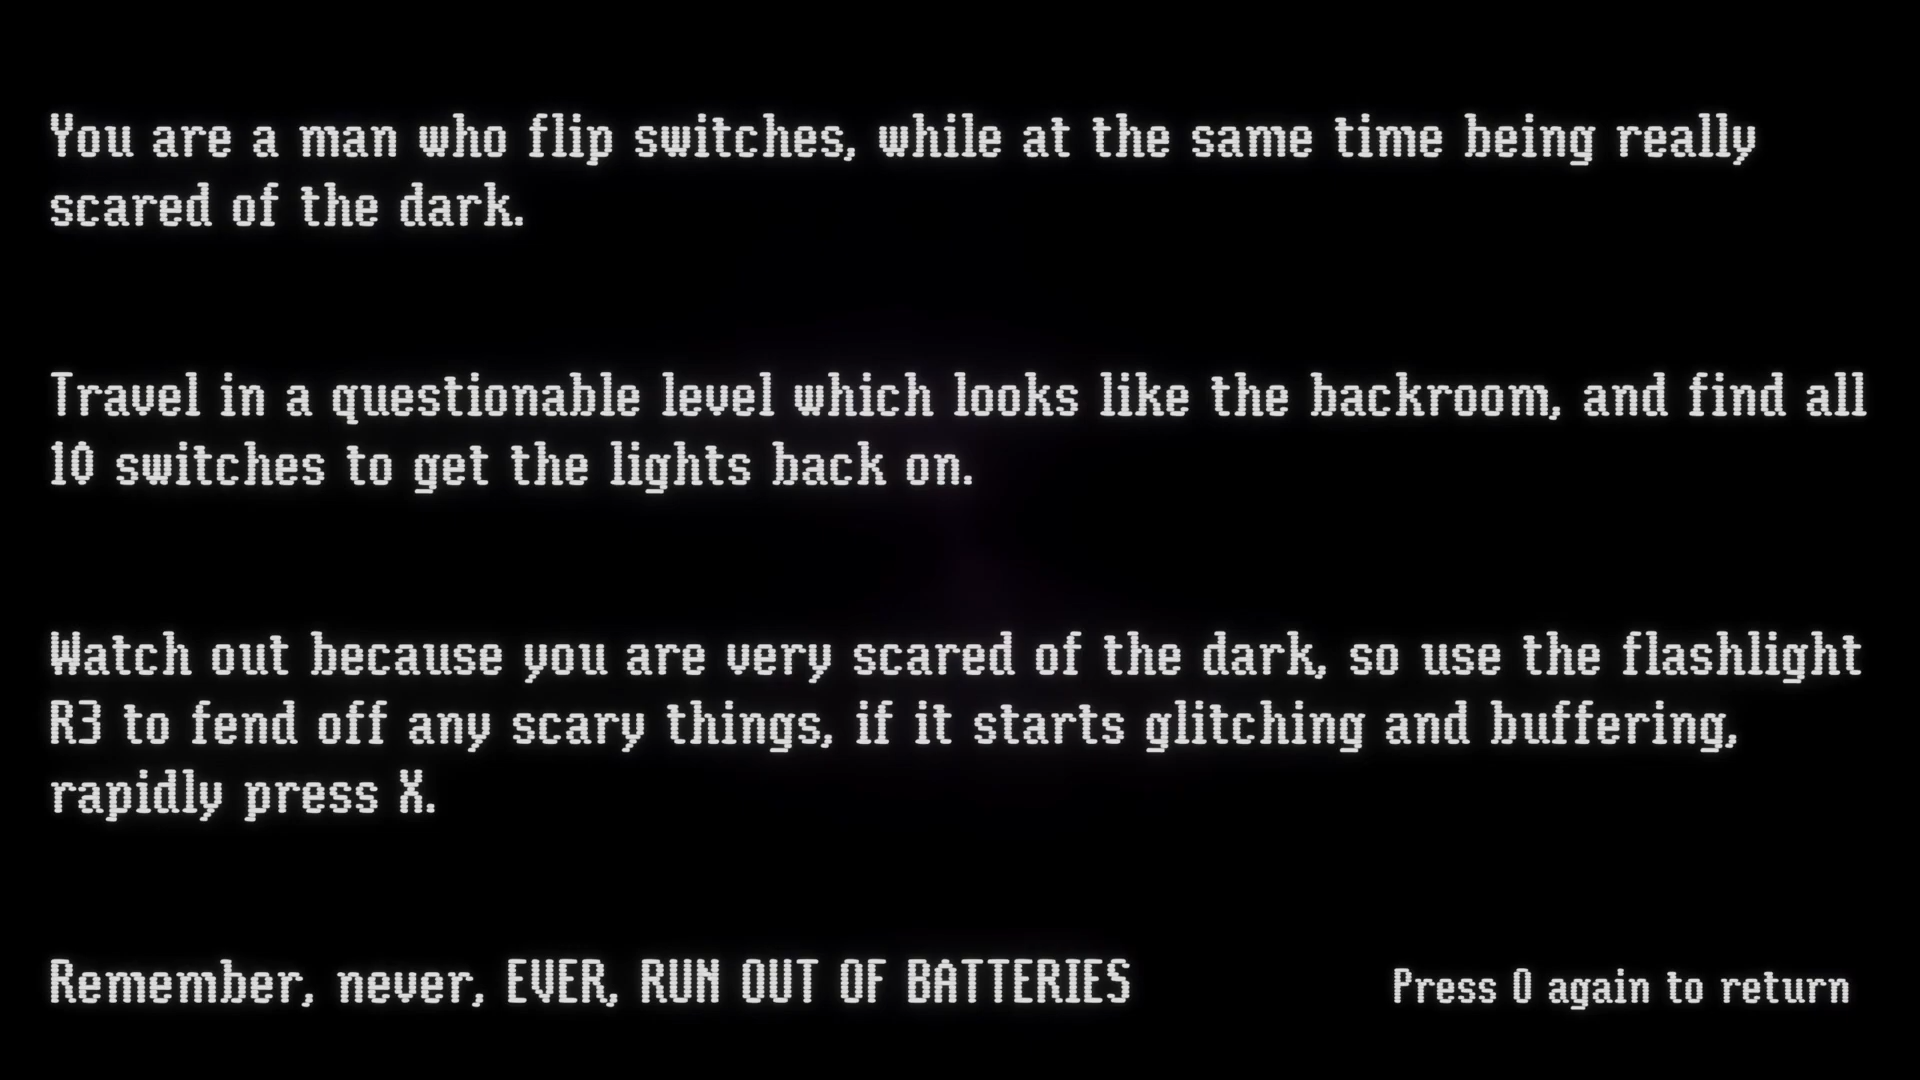 You are a man who flip switches, while at the same time being really
scared of the dark.
Travel in a questionable level which looks like the backroom, and find all
10 switches to get the lights back on.
Watch out because you are very scared of the dark, so use the flashlight
R3 to fend off any scary things, if it starts glitching and buffering,
rapidly press X.
Remember, never, EVER, RUN OUT OF BATTERIES
Press O again to return